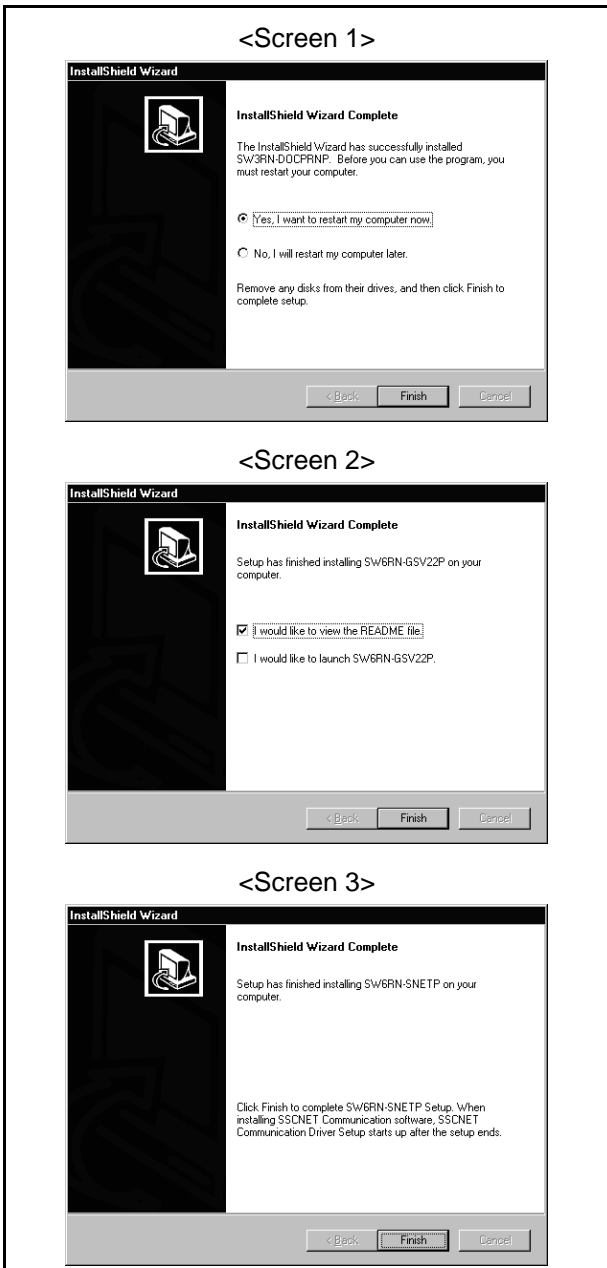 <Screen 1>
InstallShield Wizard
InstallShield Wizard Complete
The InstallShield Wizard has successfully installed
SW3RN-DOCPRNP. Before you can use the program, you
must restart your computer.
Yes, I want to restart my computer now.
No, I will restart my computer later.
Remove any disks from their drives, and then click Finish to
complete setup.
< Back Finish Cancel
<Screen 2>
InstallShield Wizard
InstallShield Wizard Complete
Setup has finished installing SW6RN-GSV22P on your
computer.
I would like to view the README file.
I would like to launch SW6RN-GSV22P.
< Back Finish Cancel
<Screen 3>
InstallShield Wizard
InstallShield Wizard Complete
Setup has finished installing SW6RN-SNETP on your
computer.
Click Finish to complete SW6RN-SNETP Setup. When
installing SSCNET Communication software, SSCNET
Communication Driver Setup starts up after the setup ends.
< Back Finish Cancel